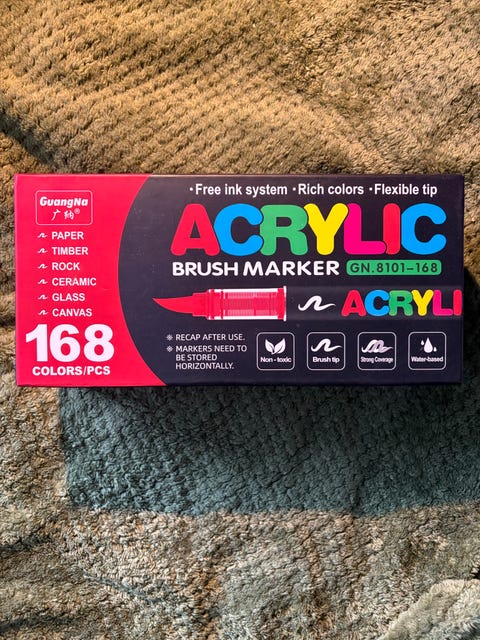 ·Free ink system ·Rich colors ·Flexible tip
GuangNa
广纳®
ACRYLIC
BRUSH MARKER GN.8101-168
PAPER
TIMBER
ROCK
CERAMIC
GLASS
CANVAS
ACRYLI
168
COLORS/PCS
※ RECAP AFTER USE.
※ MARKERS NEED TO
BE STORED
HORIZONTALLY.
Non-toxic
Brush tip
Strong Coverage
Water-based